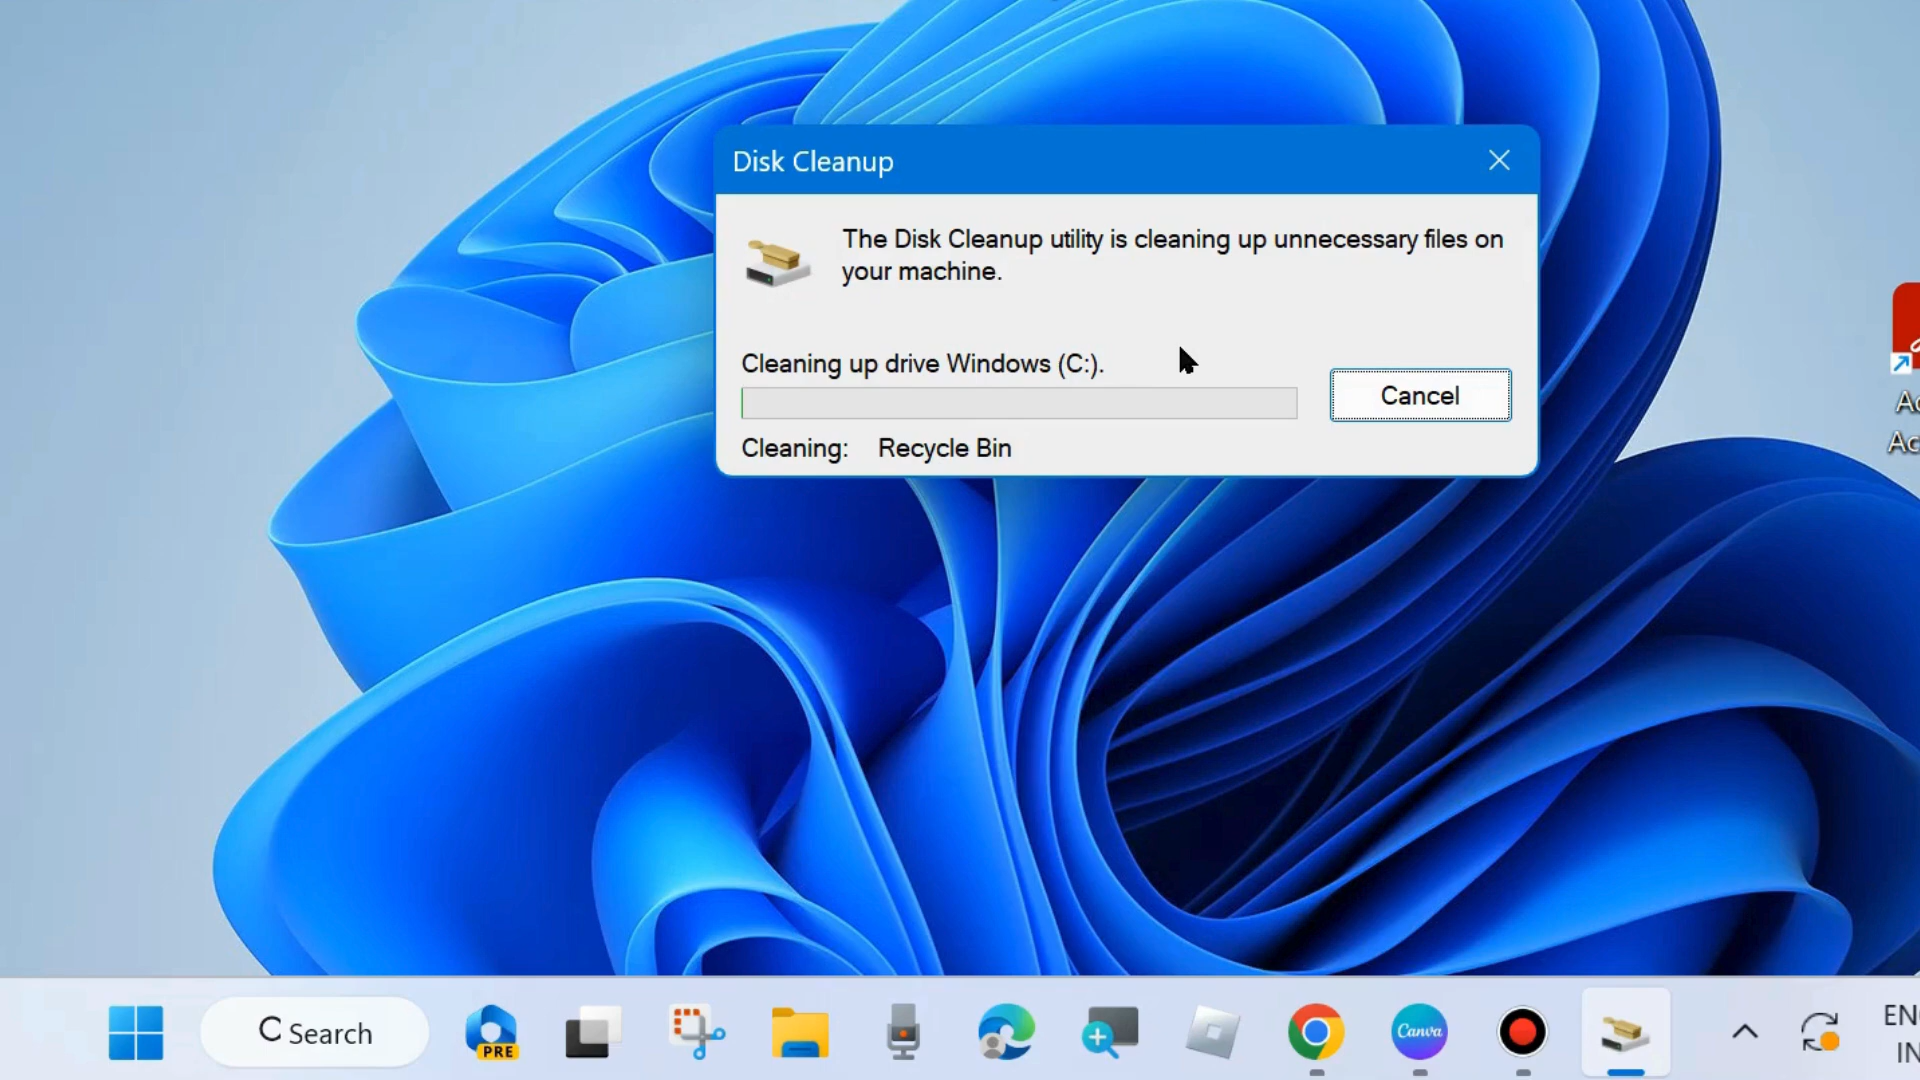 Disk Cleanup
The Disk Cleanup utility is cleaning up unnecessary files on
your machine.
Cleaning up drive Windows (C:).
Cancel
Cleaning: Recycle Bin
Search
PRE
Canva